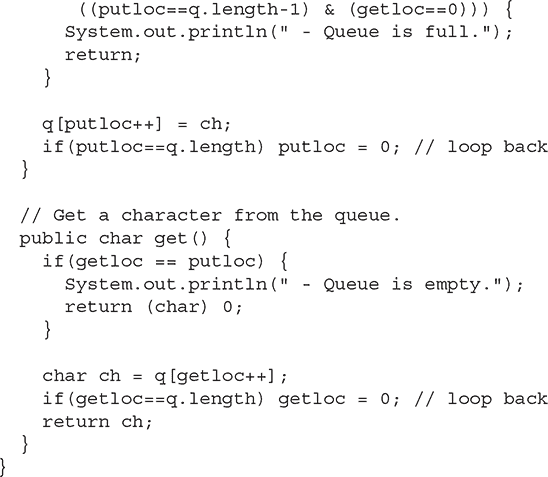 ((putloc==q.length-1) & (getloc==0))) {
System.out.println(" - Queue is full.");
return;
}
q[putloc++] = ch;
if(putloc==q.length) putloc = 0; // loop back
}
// Get a character from the queue.
public char get() {
if(getloc == putloc) {
System.out.println(" - Queue is empty.");
return (char) 0;
}
char ch = q[getloc++];
if(getloc==q.length) getloc = 0; // loop back
return ch;
}
}